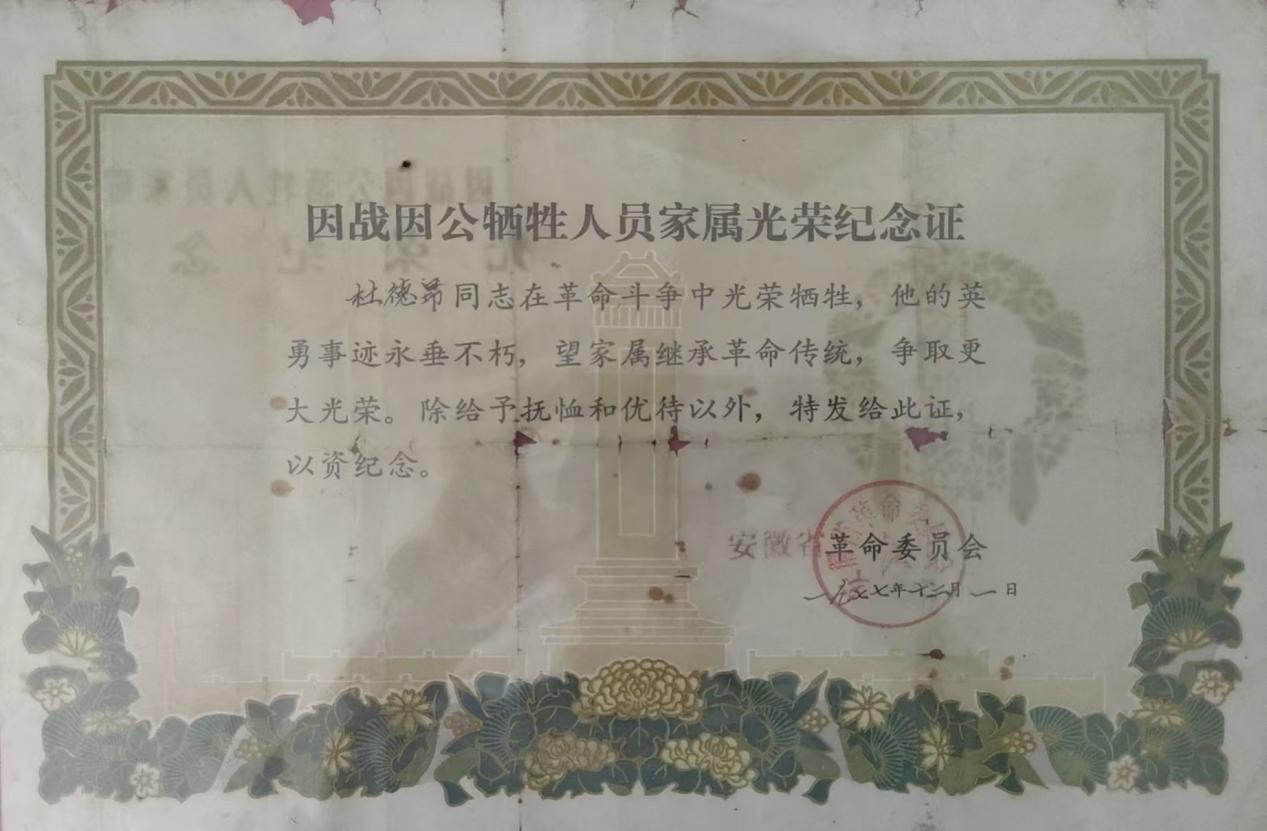 因战因公牺牲人员家属光荣纪念证
杜德昂同志在革命斗争中光荣牺牲，他的英
勇事迹永垂不朽，望家属继承革命传统，争取更
大光荣。除给予抚恤和优待以外，特发给此证，
以资纪念。
安徽省革命委员会
一九七七年十二月一日